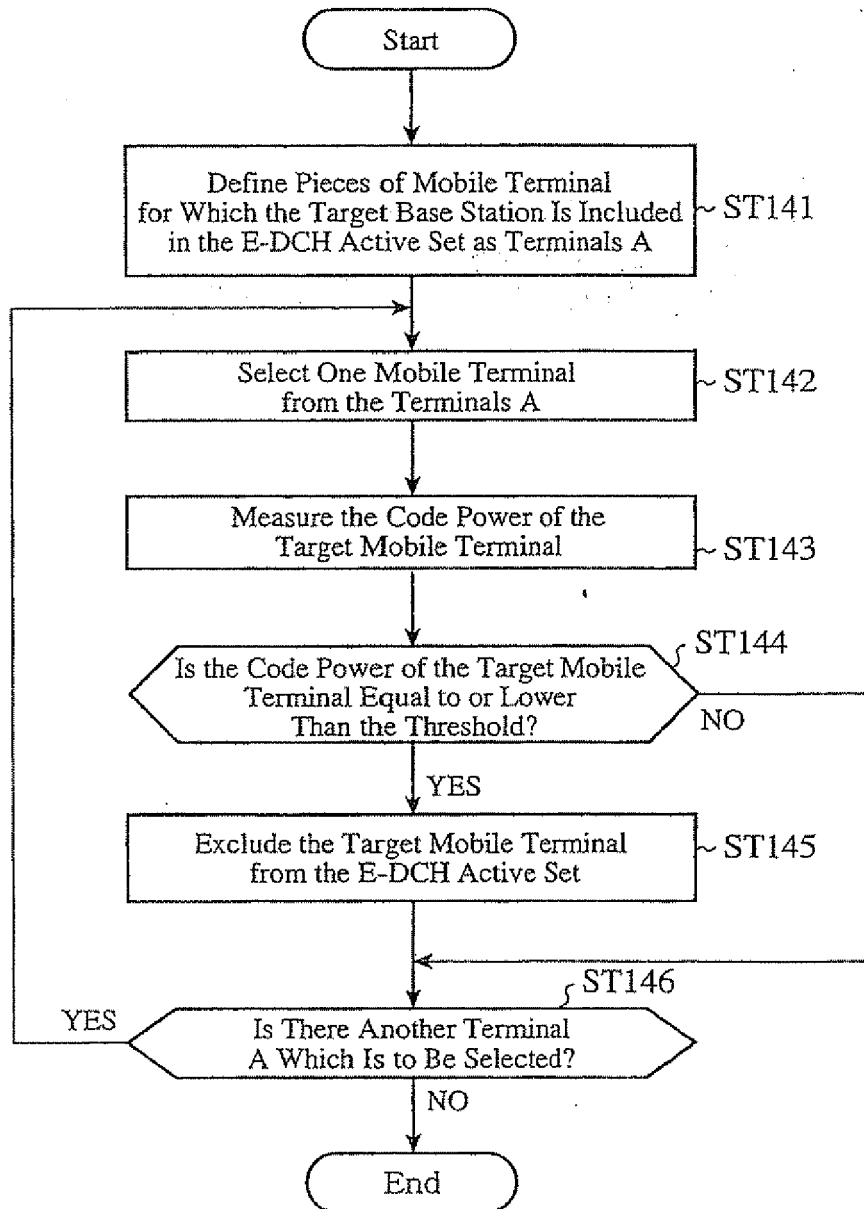 Start
Define Pieces of Mobile Terminal
for Which the Target Base Station Is Included
in the E-DCH Active Set as Terminals A
ST141
Select One Mobile Terminal
from the Terminals A
ST142
Measure the Code Power of the
Target Mobile Terminal
ST143
ST144
Is the Code Power of the Target Mobile
Terminal Equal to or Lower
Than the Threshold?
NO
YES
Exclude the Target Mobile Terminal
from the E-DCH Active Set
ST145
ST146
YES
Is There Another Terminal
A Which Is to Be Selected?
NO
End